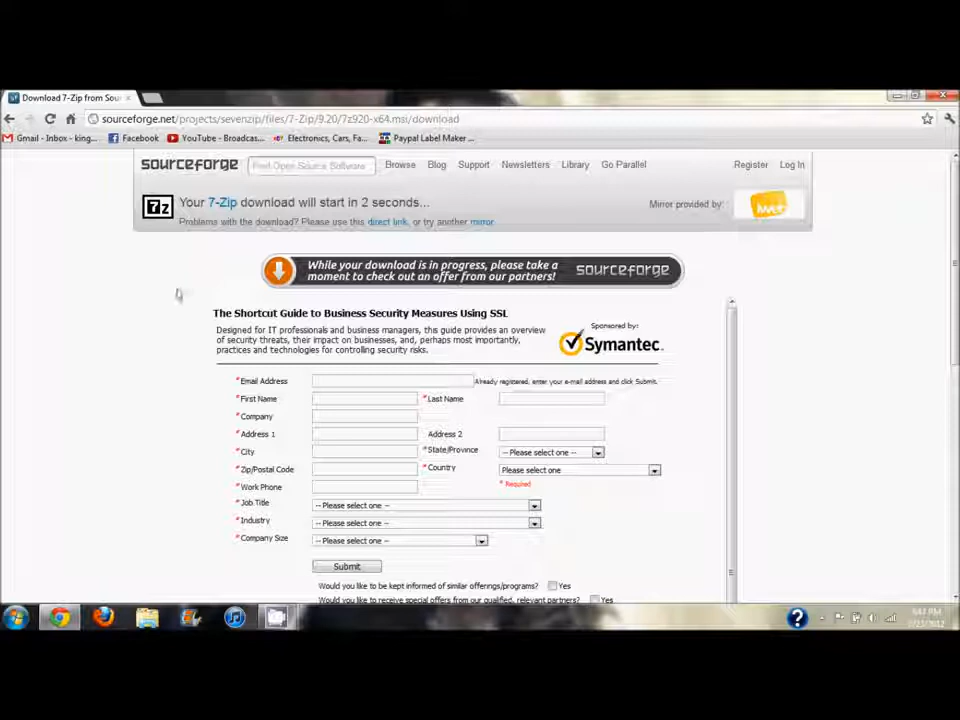 Download 7-Zip from Sou
sourceforge.net/projects/sevenzip/files/7-Zip/9.20/7z920-x64.msi/download
Gmail - Inbox - king... Facebook YouTube - Broadcas... Electronics, Cars, Fa... Paypal Label Maker ...
sourceforge Find Open Source Software Browse Blog Support Newsletters Library Go Parallel Register Log In
7z Your 7-Zip download will start in 2 seconds... Mirror provided by: iweb
Problems with the download? Please use this direct link, or try another mirror
While your download is in progress, please take a
moment to check out an offer from our partners! sourceforge
The Shortcut Guide to Business Security Measures Using SSL
Designed for IT professionals and business managers, this guide provides an overview
of security threats, their impact on businesses, and, perhaps most importantly,
practices and technologies for controlling security risks.
Sponsored by:
Symantec.
*Email Address Already registered, enter your e-mail address and click Submit.
*First Name *Last Name
*Company
*Address 1 Address 2
*City *State/Province -- Please select one --
*Zip/Postal Code *Country Please select one
*Work Phone * Required
*Job Title -- Please select one --
*Industry -- Please select one --
*Company Size -- Please select one --
Submit
Would you like to be kept informed of similar offerings/programs? Yes
Would you like to receive special offers from our qualified, relevant partners? Yes